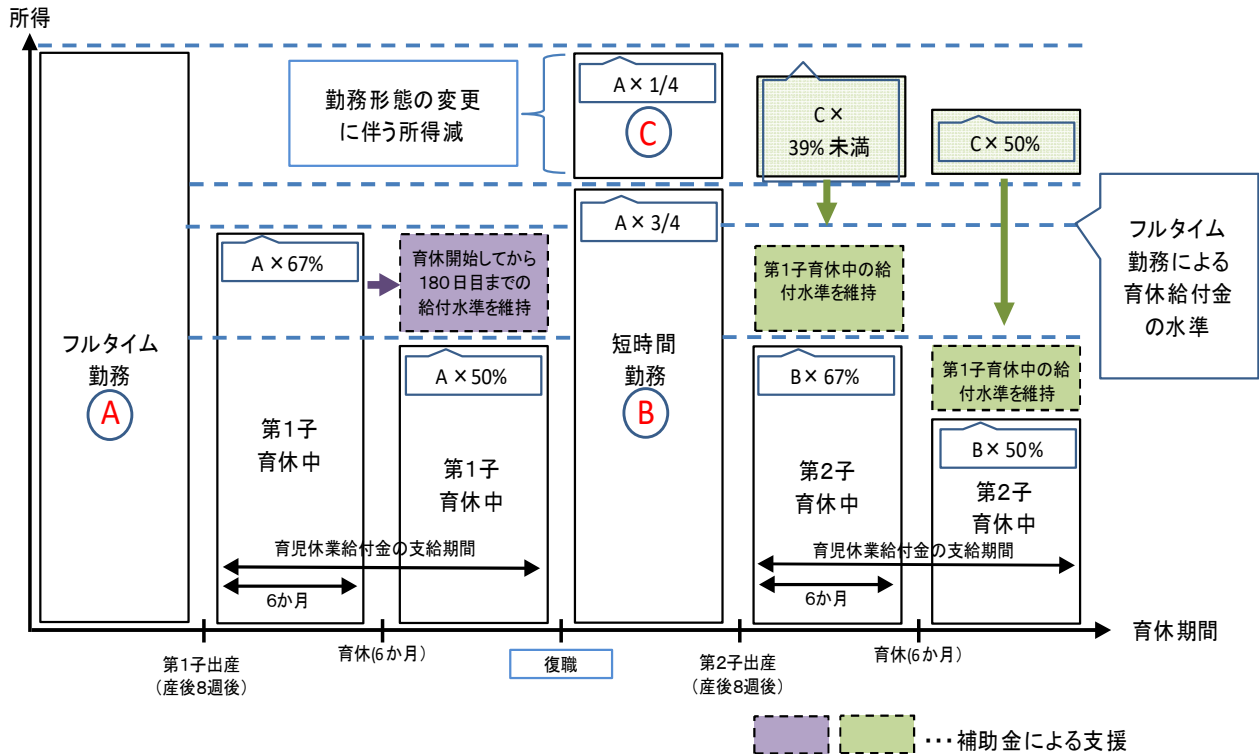 所得
勤務形態の変更
に伴う所得減
A × 1/4
C
C ×
39% 未満
C × 50%
A × 67%
育休開始してから
180日目までの
給付水準を維持
A × 3/4
第1子育休中の給
付水準を維持
フルタイム
勤務による
育休給付金
の水準
フルタイム
勤務
A
A × 50%
短時間
勤務
B
B × 67%
第1子育休中の給
付水準を維持
B × 50%
第1子
育休中
第1子
育休中
第2子
育休中
第2子
育休中
育児休業給付金の支給期間
6か月
育児休業給付金の支給期間
6か月
育休期間
第1子出産
(産後8週後)
育休(6か月)
復職
第2子出産
(産後8週後)
育休(6か月)
・・・補助金による支援